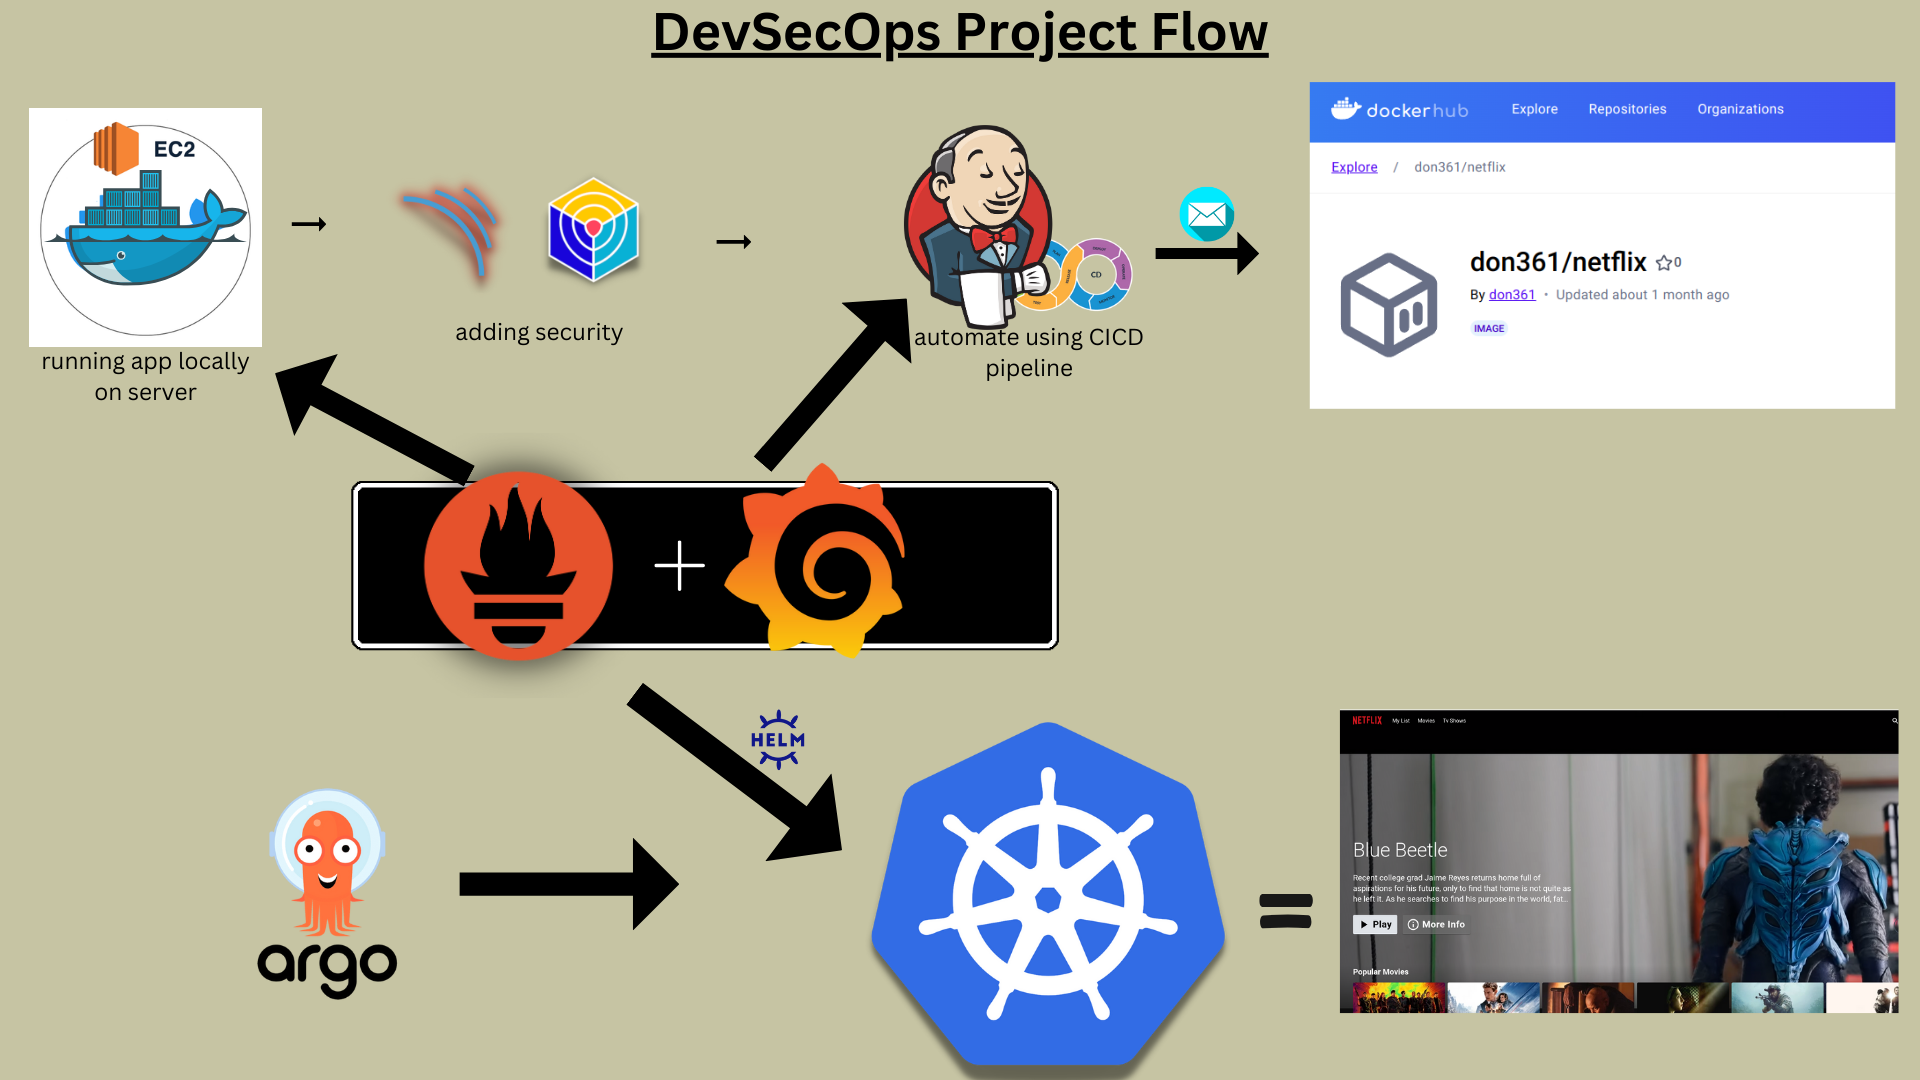 DevSecOps Project Flow
EC2
running app locally
on server
adding security
CD
automate using CICD
pipeline
dockerhub
Explore
Repositories
Organizations
Explore / don361/netflix
don361/netflix
0
By don361 • Updated about 1 month ago
IMAGE
HELM
argo
NETFLIX
My List
Movies
Tv Shows
Blue Beetle
Recent college grad Jaime Reyes returns home full of
aspirations for his future, only to find that home is not quite as
he left it. As he searches to find his purpose in the world, fat...
Play
More Info
Popular Movies